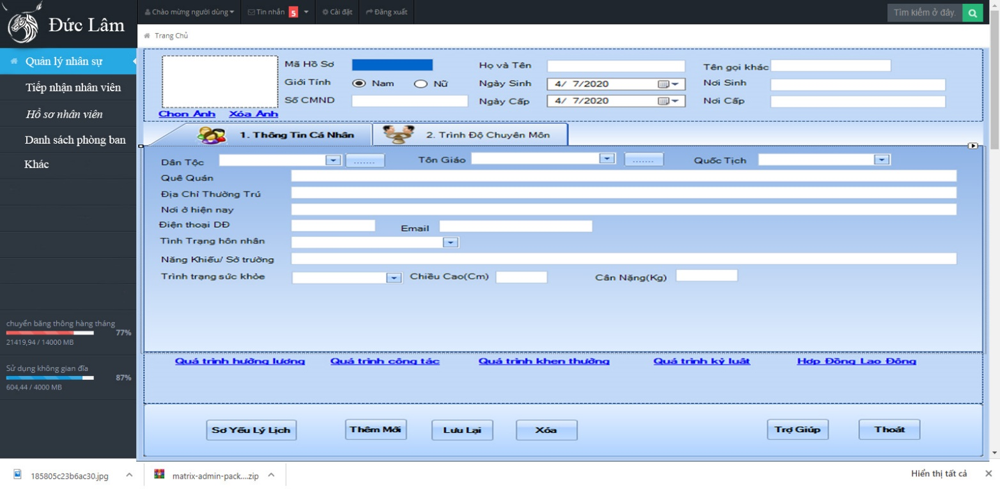 Đức Lâm
Chào mừng người dùng Tin nhắn 5 Cài đặt Đăng xuất Tìm kiếm ở đây.
Trang Chủ
Quản lý nhân sự
Tiếp nhận nhân viên
Hồ sơ nhân viên
Danh sách phòng ban
Khác
chuyển băng thông hàng tháng
77%
21419,94 / 14000 MB
Sử dụng không gian đĩa
87%
604,44 / 4000 MB
Mã Hồ Sơ Họ và Tên Tên gọi khác
Giới Tính Nam Nữ Ngày Sinh 4/ 7/2020 Nơi Sinh
Số CMND Ngày Cấp 4/ 7/2020 Nơi Cấp
Chọn Ảnh Xóa Ảnh
1. Thông Tin Cá Nhân 2. Trình Độ Chuyên Môn
Dân Tộc ....... Tôn Giáo ....... Quốc Tịch
Quê Quán
Địa Chỉ Thường Trú
Nơi ở hiện nay
Điện thoại DĐ Email
Tình Trạng hôn nhân
Năng Khiếu/ Sở trường
Trình trạng sức khỏe Chiều Cao(Cm) Cân Nặng(Kg)
Quá trình hưởng lương Quá trình công tác Quá trình khen thưởng Quá trình kỷ luật Hợp Đồng Lao Động
Sơ Yếu Lý Lịch Thêm Mới Lưu Lại Xóa Trợ Giúp Thoát
185805c23b6ac30.jpg matrix-admin-pack....zip Hiển thị tất cả